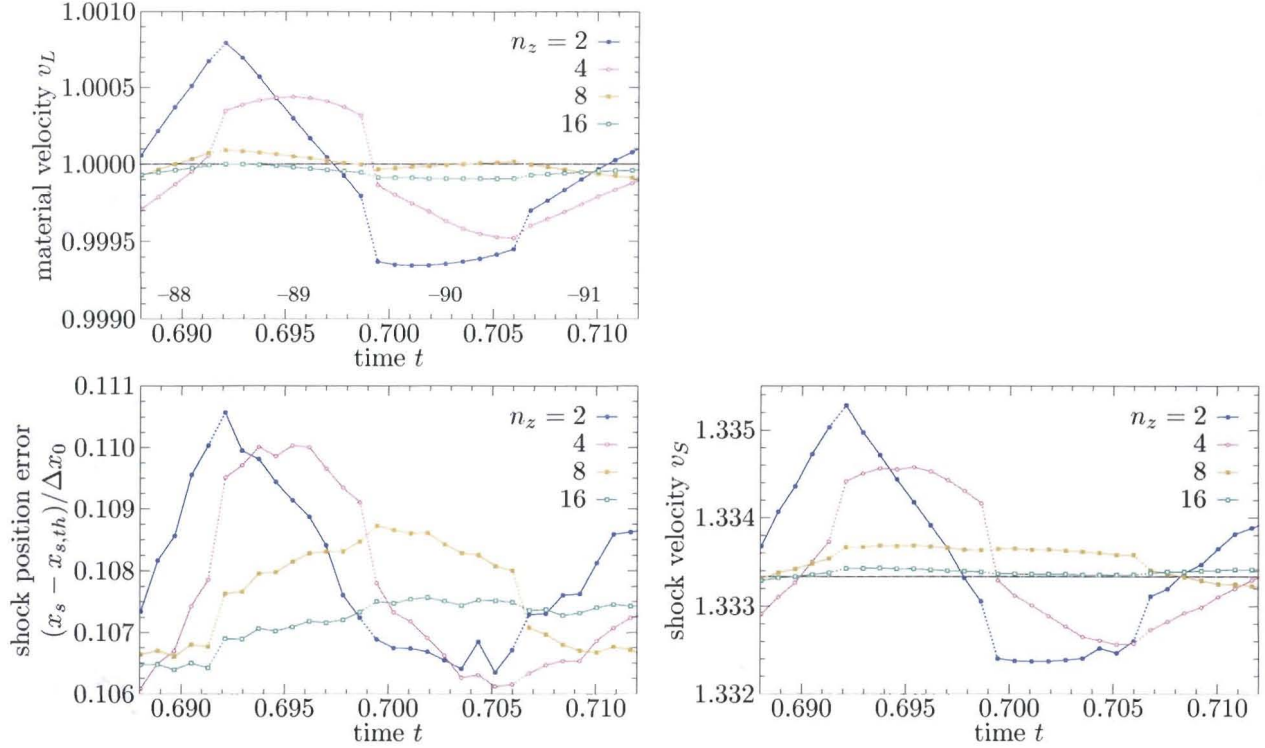 material velocity v_L
1.0010
1.0005
1.0000
0.9995
0.9990
n_z = 2
4
8
16
–88 –89 –90 –91
0.690 0.695 0.700 0.705 0.710
time t
shock position error
(x_s − x_{s,th})/Δx_0
0.111
0.110
0.109
0.108
0.107
0.106
n_z = 2
4
8
16
0.690 0.695 0.700 0.705 0.710
time t
shock velocity v_S
1.335
1.334
1.333
1.332
n_z = 2
4
8
16
0.690 0.695 0.700 0.705 0.710
time t